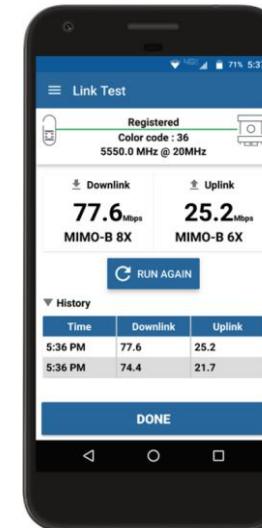 71% 5:37
Link Test
Registered
Color code : 36
5550.0 MHz @ 20MHz
Downlink Uplink
77.6Mbps 25.2Mbps
MIMO-B 8X MIMO-B 6X
RUN AGAIN
History
Time Downlink Uplink
5:36 PM 77.6 25.2
5:36 PM 74.4 21.7
DONE